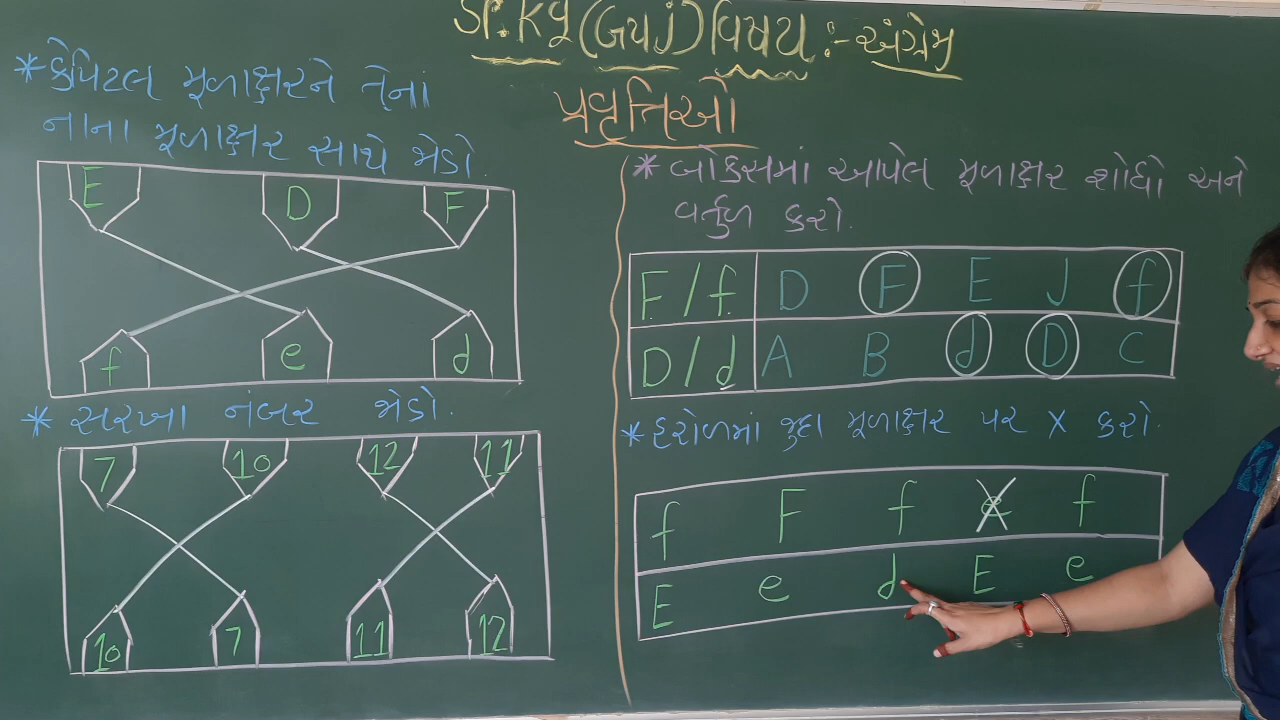 Sr.kg (Guj) વિષય :- અંગ્રેજી
પ્રવૃત્તિઓ
* કેપિટલ મૂળાક્ષરને તેનાં
નાના મૂળાક્ષર સાથે જોડો.
E D F
f e d
* સરખા નંબર જોડો.
7 10 12 11
10 7 11 12
* બોક્સમાં આપેલ મૂળાક્ષર શોધો અને
વર્તુળ કરો.
F/f D F E J f
D/d A B d D C
* હરોળમાં જુદા મૂળાક્ષર પર X કરો.
f F f e f
E e d E e